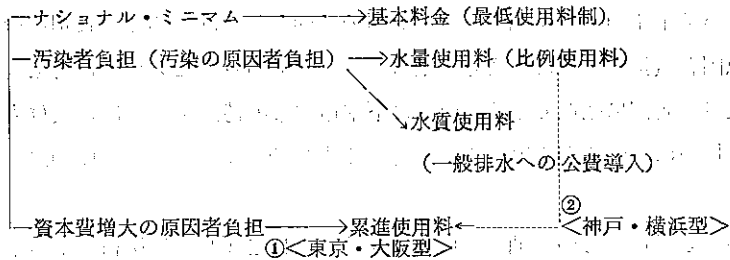 ナショナル・ミニマム→基本料金(最低使用料制)
汚染者負担(汚染の原因者負担)→水量使用料(比例使用料)
水質使用料
(一般排水への公費導入)
資本費増大の原因者負担→累進使用料← ②<神戸・横浜型>
①<東京・大阪型>